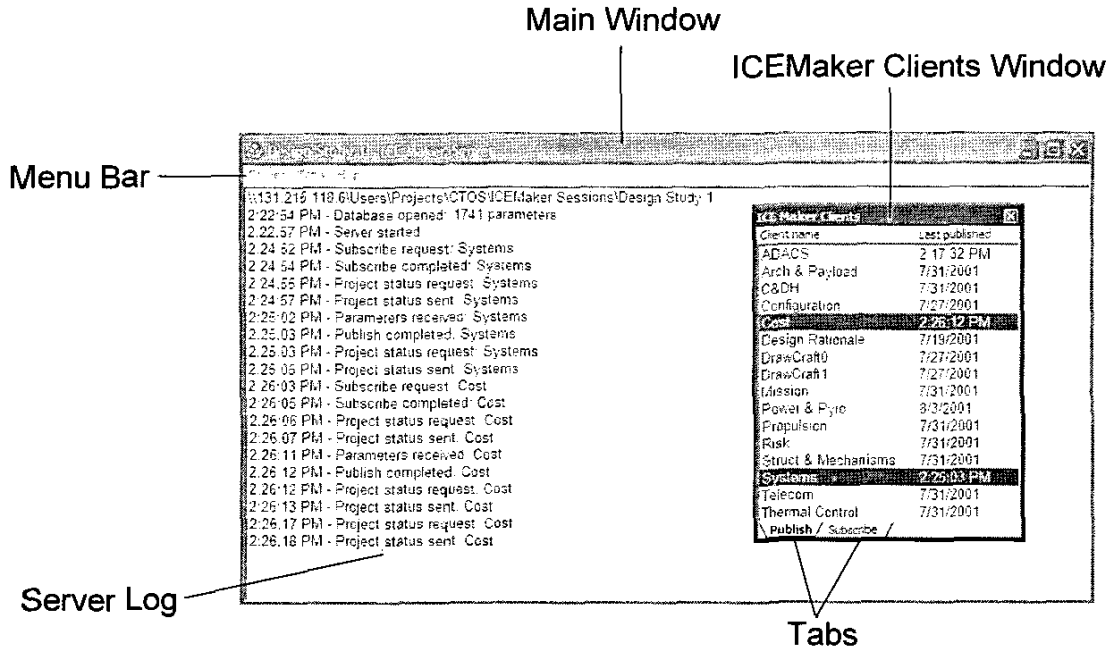 Main Window
ICEMaker Clients Window
Menu Bar
\\131.215.118.6\Users\Projects\CTOS\ICEMaker Sessions\Design Study 1
2:22:54 PM - Database opened: 1741 parameters
2:22:57 PM - Server started
2:24:52 PM - Subscribe request: Systems
2:24:54 PM - Subscribe completed: Systems
2:24:55 PM - Project status request: Systems
2:24:57 PM - Project status sent: Systems
2:25:02 PM - Parameters received: Systems
2:25:03 PM - Publish completed: Systems
2:25:03 PM - Project status request: Systems
2:25:05 PM - Project status sent: Systems
2:26:03 PM - Subscribe request: Cost
2:26:05 PM - Subscribe completed: Cost
2:26:06 PM - Project status request: Cost
2:26:07 PM - Project status sent: Cost
2:26:11 PM - Parameters received: Cost
2:26:12 PM - Publish completed: Cost
2:26:12 PM - Project status request: Cost
2:26:13 PM - Project status sent: Cost
2:26:17 PM - Project status request: Cost
2:26:18 PM - Project status sent: Cost
ICEMaker Clients
Client name Last published
ADACS 2:17:32 PM
Arch & Payload 7/31/2001
C&DH 7/31/2001
Configuration 7/27/2001
Cost 2:26:12 PM
Design Rationale 7/19/2001
DrawCraft0 7/27/2001
DrawCraft1 7/27/2001
Mission 7/31/2001
Power & Pyro 8/3/2001
Propulsion 7/31/2001
Risk 7/31/2001
Struct & Mechanisms 7/31/2001
Systems 2:25:03 PM
Telecom 7/31/2001
Thermal Control 7/31/2001
Publish / Subscribe
Server Log
Tabs